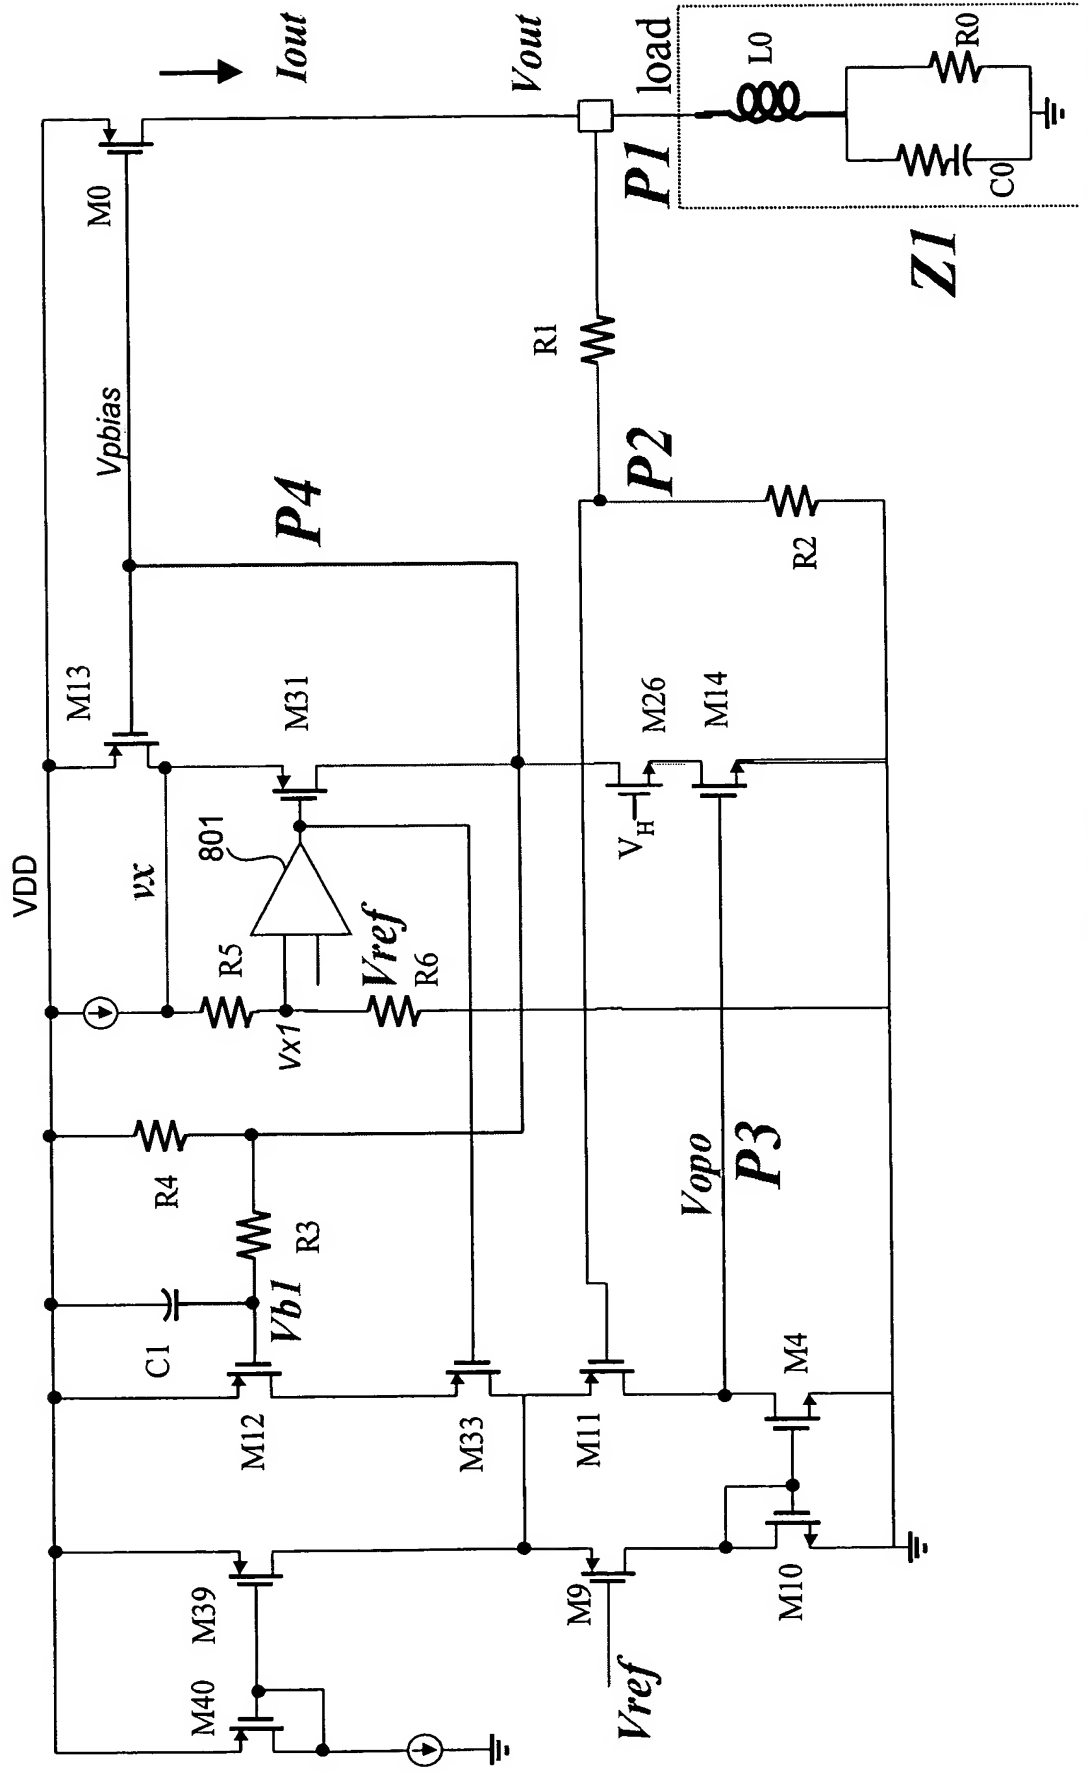 VDD
M40
M39
M12
C1
Vb1
R3
R4
Vx1
R5
Vref
R6
801
vx
M13
M31
Vpbias
P4
M0
Iout
Vout
Vref
M9
M10
M33
M11
M4
Vopo
P3
VH
M26
M14
R2
P2
R1
P1
load
L0
R0
C0
Z1